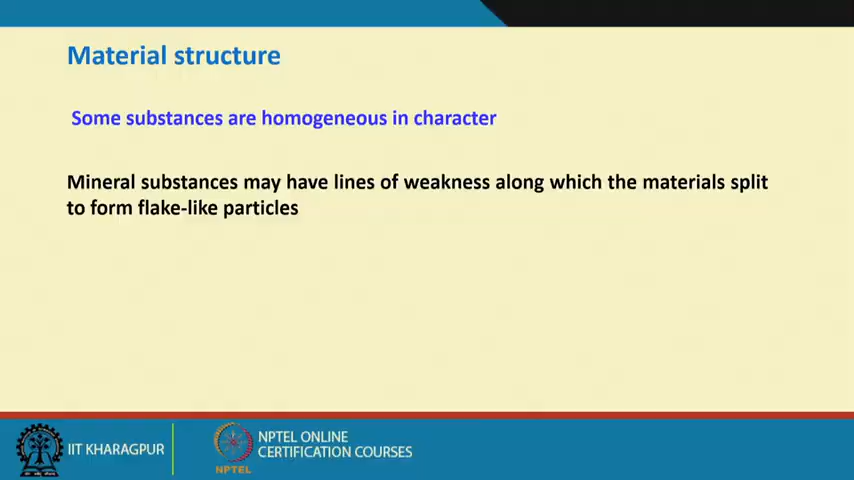 Material structure
Some substances are homogeneous in character
Mineral substances may have lines of weakness along which the materials split
to form flake-like particles
IIT KHARAGPUR
NPTEL
NPTEL ONLINE
CERTIFICATION COURSES